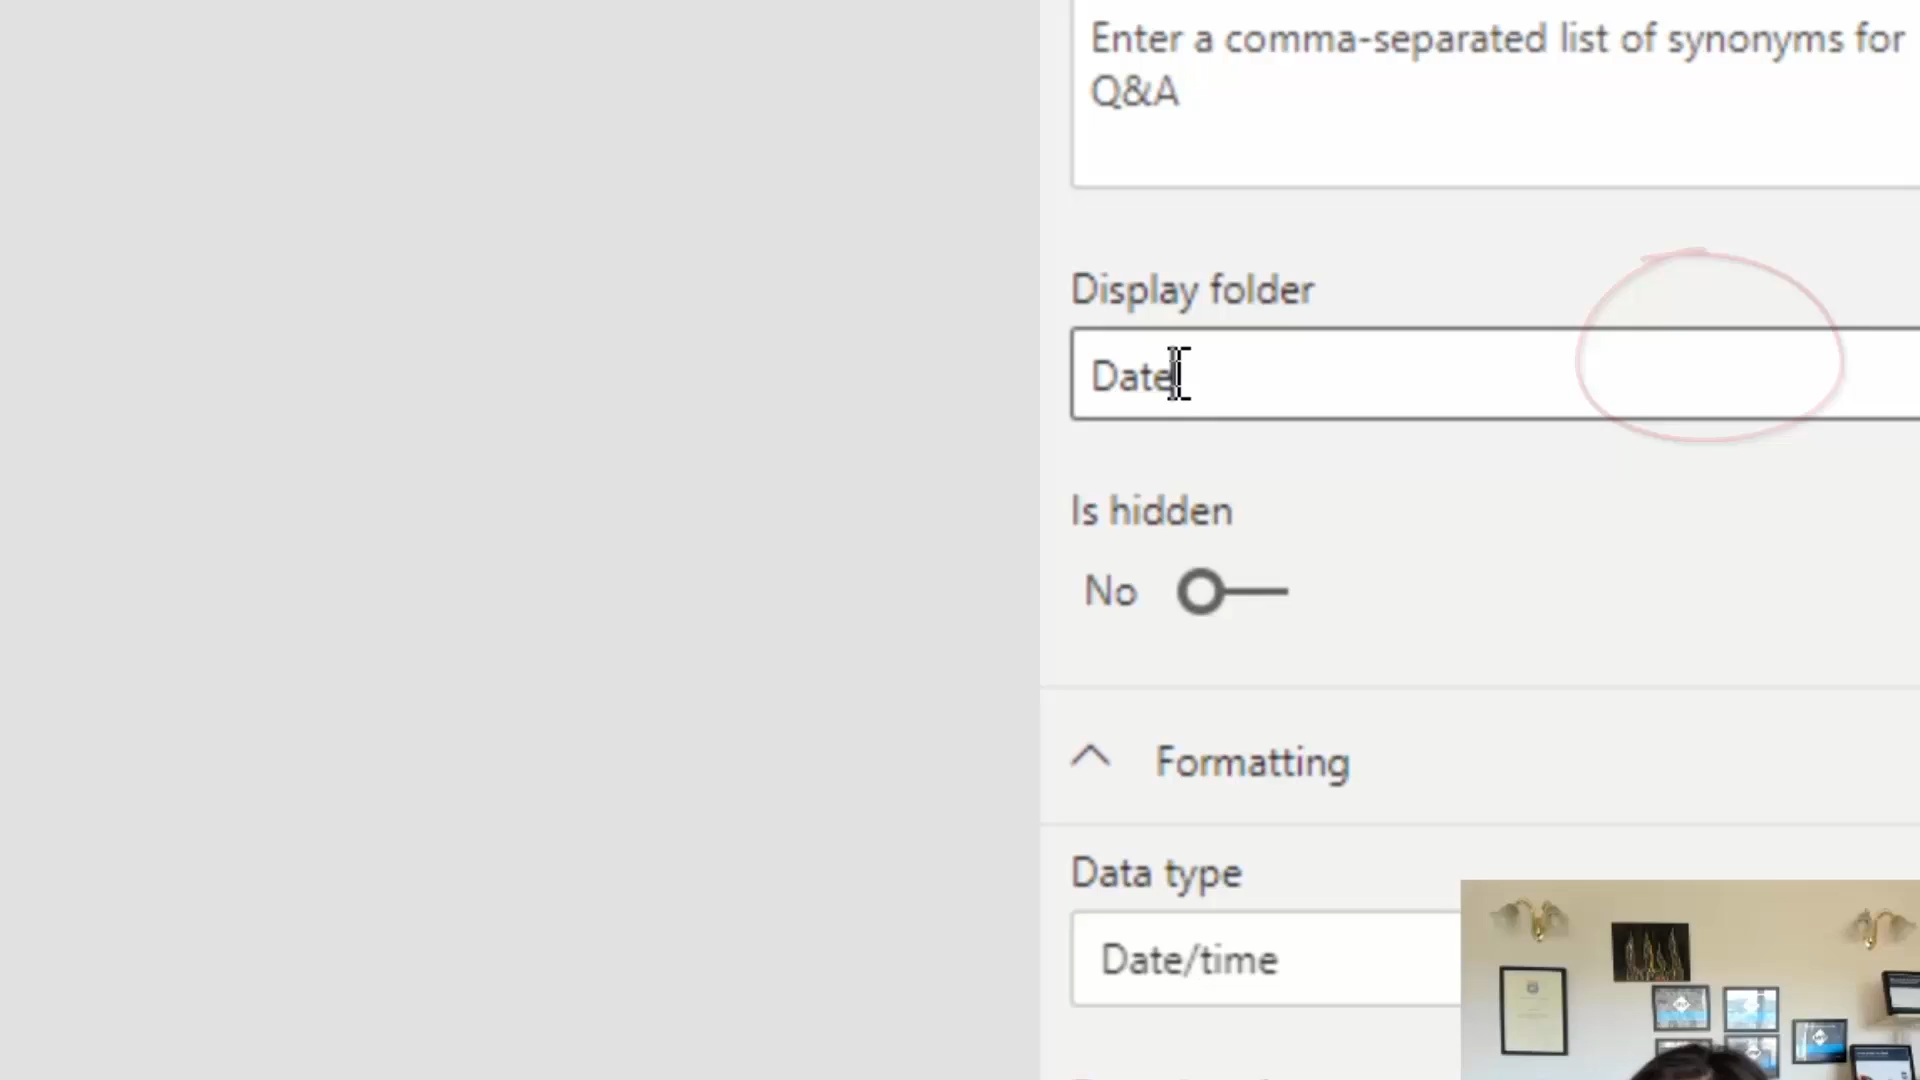 Enter a comma-separated list of synonyms for
Q&A
Display folder
Date
Is hidden
No
Formatting
Data type
Date/time